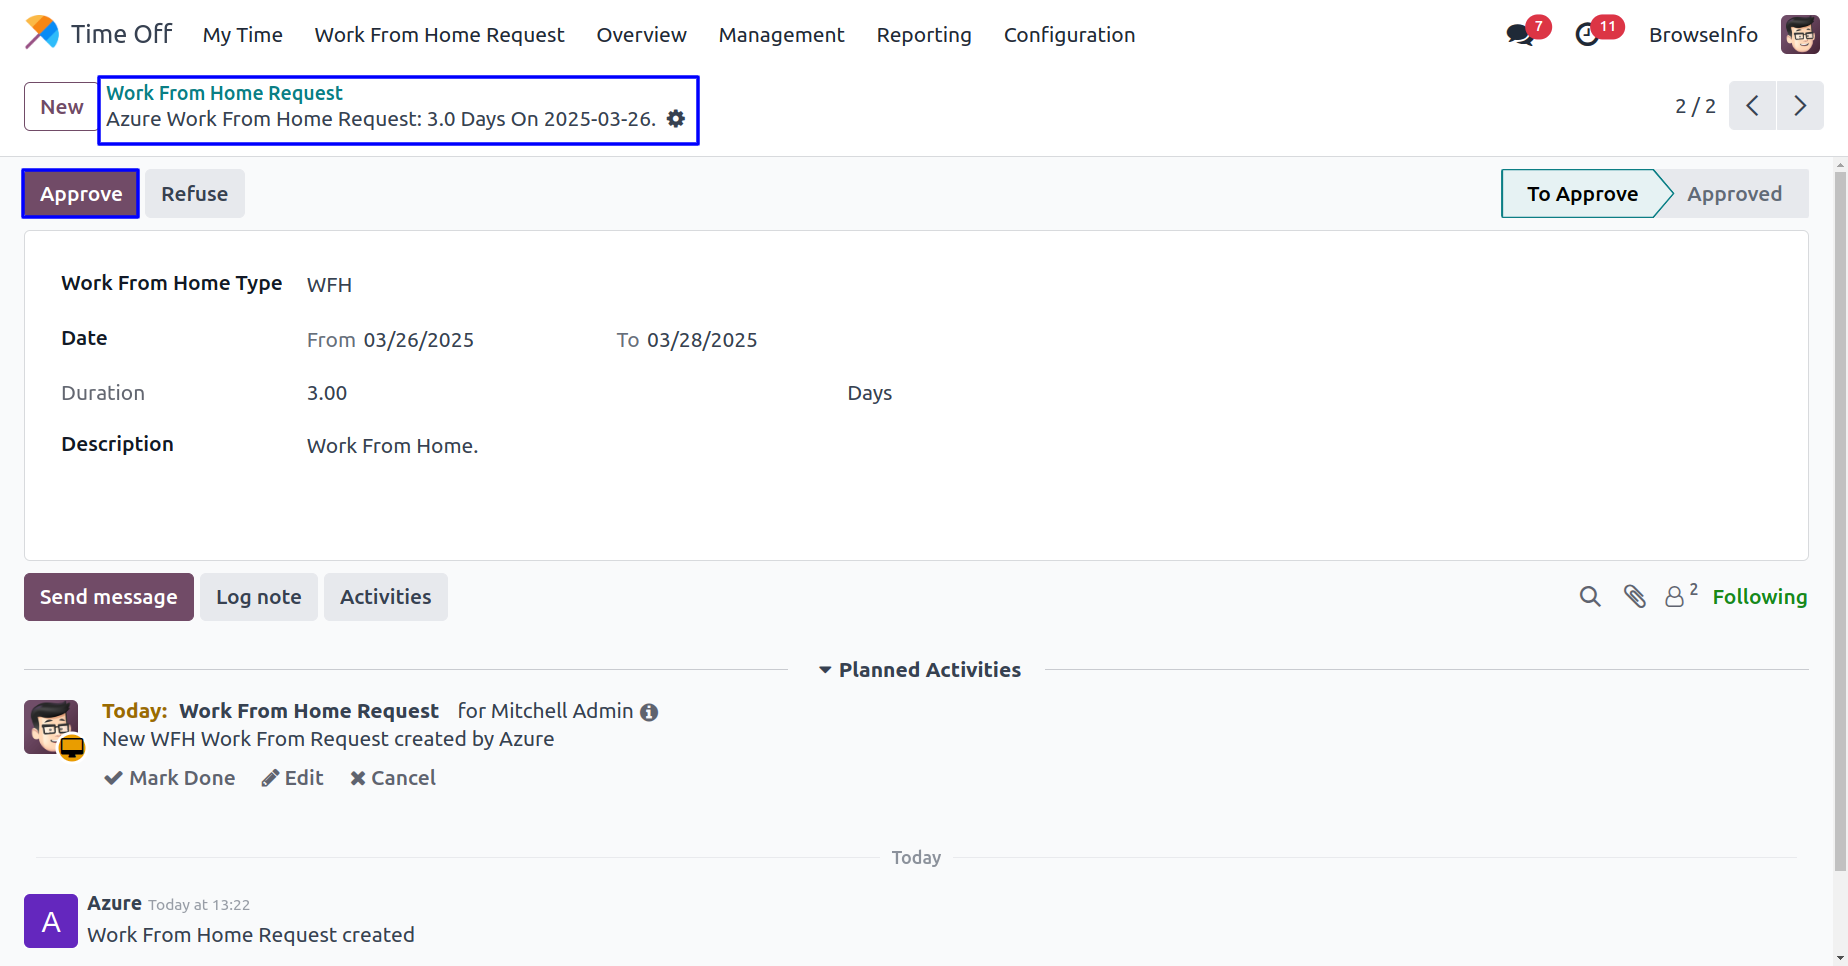 Time Off My Time Work From Home Request Overview Management Reporting Configuration 7 11 BrowseInfo
New Work From Home Request
Azure Work From Home Request: 3.0 Days On 2025-03-26. 2 / 2
Approve Refuse To Approve Approved
Work From Home Type WFH
Date From 03/26/2025 To 03/28/2025
Duration 3.00 Days
Description Work From Home.
Send message Log note Activities 2 Following
Planned Activities
Today: Work From Home Request for Mitchell Admin
New WFH Work From Request created by Azure
Mark Done Edit Cancel
Today
A Azure Today at 13:22
Work From Home Request created